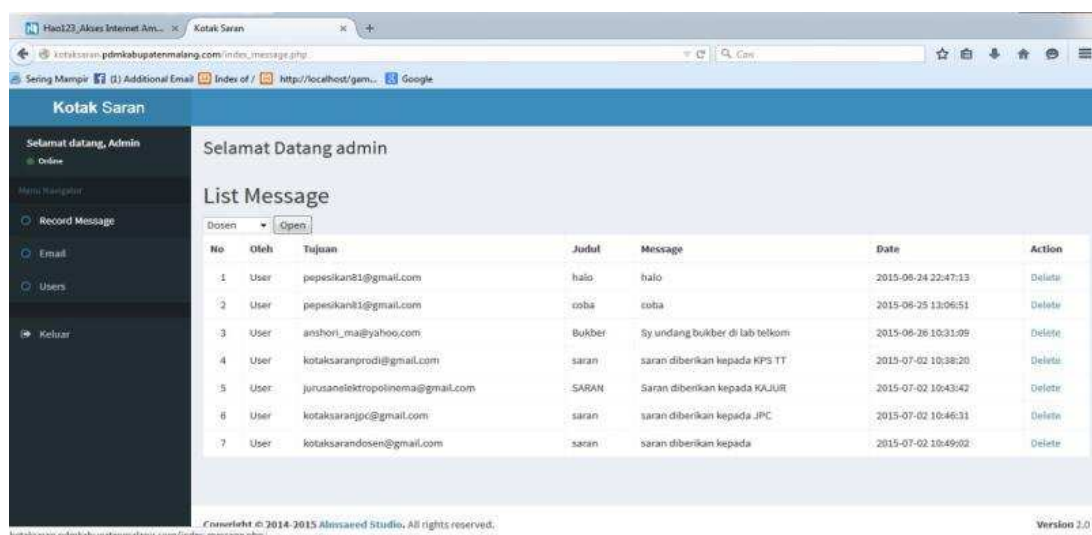 Hao123_Akses Internet Am... × Kotak Saran × +
kotaksaran.pdmkabupatenmalang.com/index_message.php Cari
Sering Mampir (1) Additional Email Index of / http://localhost/gam... Google
Kotak Saran
Selamat datang, Admin
Online
Menu Navigator
Record Message
Email
Users
Keluar
Selamat Datang admin
List Message
Dosen Open
No Oleh Tujuan Judul Message Date Action
1 User pepesikan81@gmail.com halo halo 2015-06-24 22:47:13 Delete
2 User pepesikan81@gmail.com coba coba 2015-06-25 13:06:51 Delete
3 User anshori_ma@yahoo.com Bukber Sy undang bukber di lab telkom 2015-06-26 10:31:09 Delete
4 User kotaksaranprodi@gmail.com saran saran diberikan kepada KPS TT 2015-07-02 10:38:20 Delete
5 User jurusanelektropolinema@gmail.com SARAN Saran diberikan kepada KAJUR 2015-07-02 10:43:42 Delete
6 User kotaksaranjpc@gmail.com saran saran diberikan kepada JPC 2015-07-02 10:46:31 Delete
7 User kotaksarandosen@gmail.com saran saran diberikan kepada 2015-07-02 10:49:02 Delete
Copyright © 2014-2015 Almsaeed Studio. All rights reserved. Version 2.0